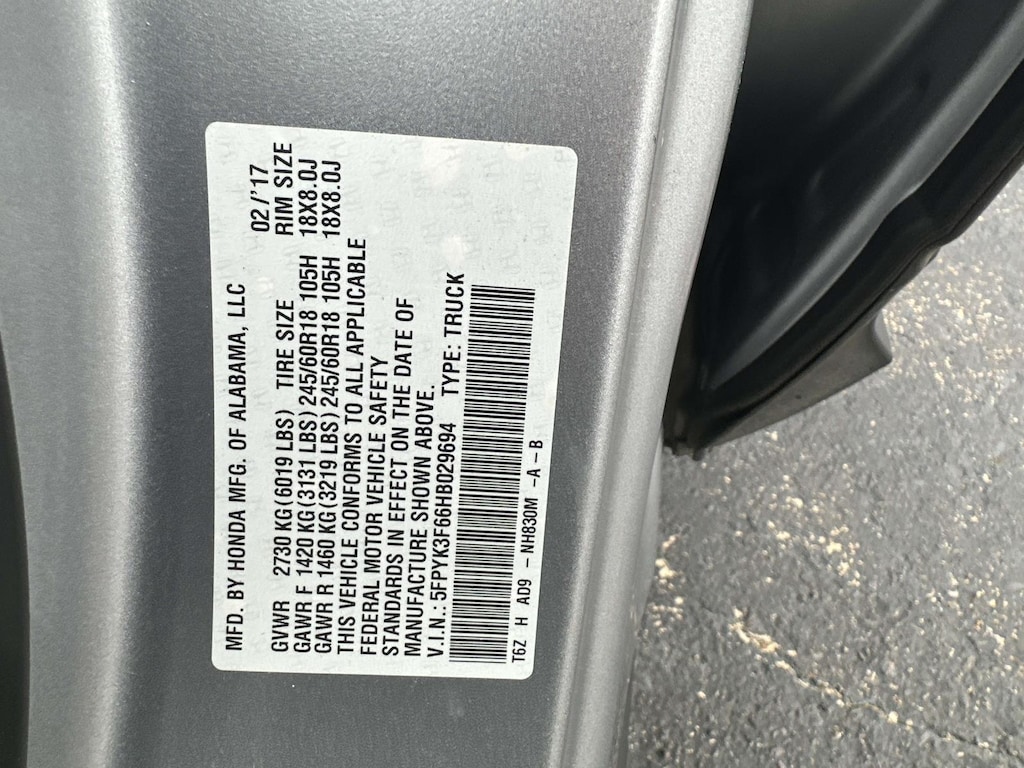 MFD. BY HONDA MFG. OF ALABAMA, LLC 02/'17
GVWR 2730 KG (6019 LBS) TIRE SIZE RIM SIZE
GAWR F 1420 KG (3131 LBS) 245/60R18 105H 18X8.0J
GAWR R 1460 KG (3219 LBS) 245/60R18 105H 18X8.0J
THIS VEHICLE CONFORMS TO ALL APPLICABLE
FEDERAL MOTOR VEHICLE SAFETY
STANDARDS IN EFFECT ON THE DATE OF
MANUFACTURE SHOWN ABOVE.
V.I.N.: 5FPYK3F66HB029694 TYPE: TRUCK
T6Z H AD9 - NH830M -A-B